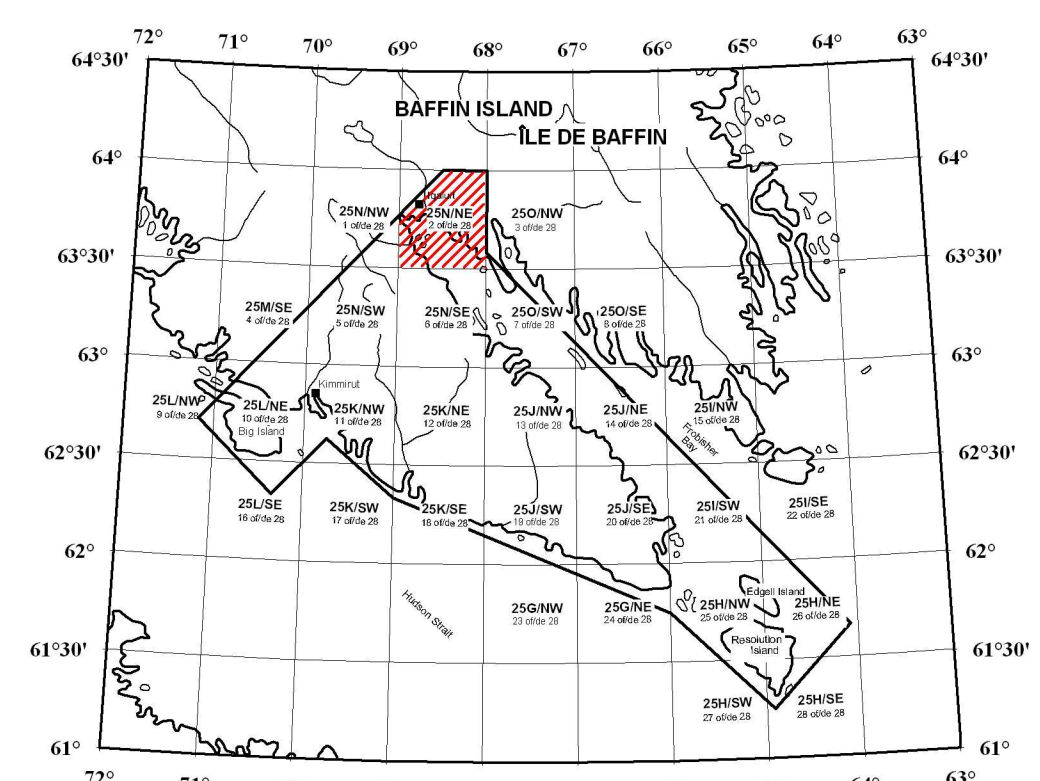 72° 71° 70° 69° 68° 67° 66° 65° 64° 63°
64°30' 64°30'
BAFFIN ISLAND
ÎLE DE BAFFIN
64° 64°
Iqaluit
25N/NW 25N/NE 25O/NW
1 of/de 28 2 of/de 28 3 of/de 28
63°30' 63°30'
25M/SE 25N/SW 25N/SE 25O/SW 25O/SE
4 of/de 28 5 of/de 28 6 of/de 28 7 of/de 28 8 of/de 28
63° 63°
Kimmirut
25L/NW 25L/NE 25K/NW 25K/NE 25J/NW 25J/NE 25I/NW
9 of/de 28 10 of/de 28 11 of/de 28 12 of/de 28 13 of/de 28 14 of/de 28 15 of/de 28
Big Island
Frobisher
Bay
62°30' 62°30'
25L/SE 25K/SW 25K/SE 25J/SW 25J/SE 25I/SW 25I/SE
16 of/de 28 17 of/de 28 18 of/de 28 19 of/de 28 20 of/de 28 21 of/de 28 22 of/de 28
62° 62°
Hudson Strait
Edgell Island
25G/NW 25G/NE 25H/NW 25H/NE
23 of/de 28 24 of/de 28 25 of/de 28 26 of/de 28
Resolution
Island
61°30' 61°30'
25H/SW 25H/SE
27 of/de 28 28 of/de 28
61° 61°
72° 71° 64° 63°